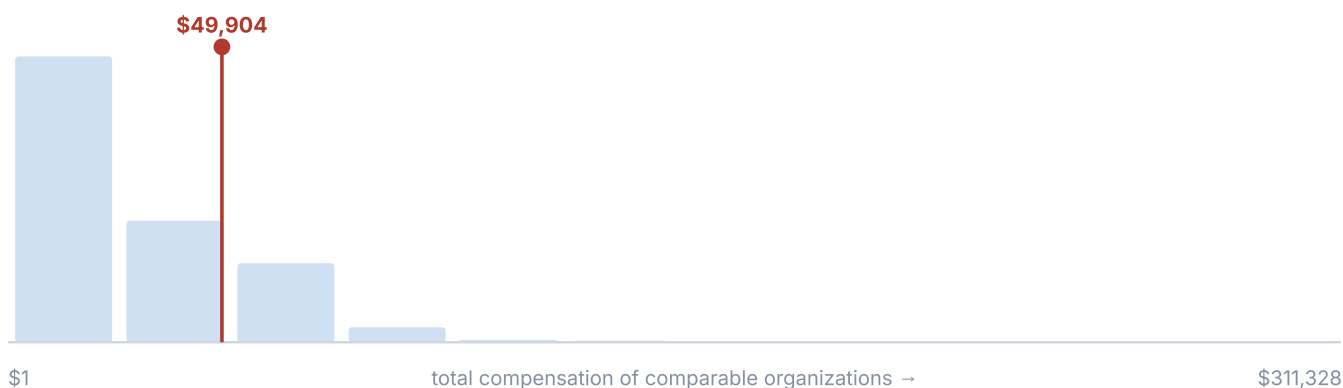 $49,904
$1 total compensation of comparable organizations → $311,328